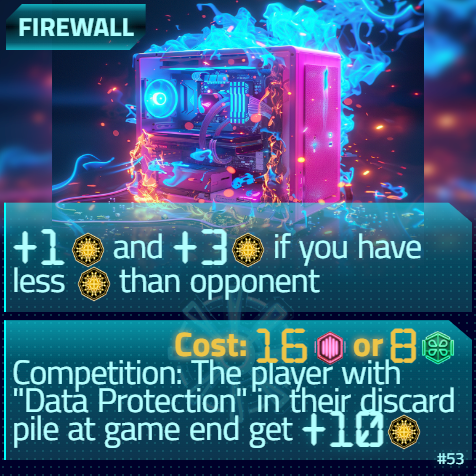 FIREWALL
+1 and +3 if you have
less than opponent
Cost: 16 or 8
Competition: The player with
"Data Protection" in their discard
pile at game end get +10
#53